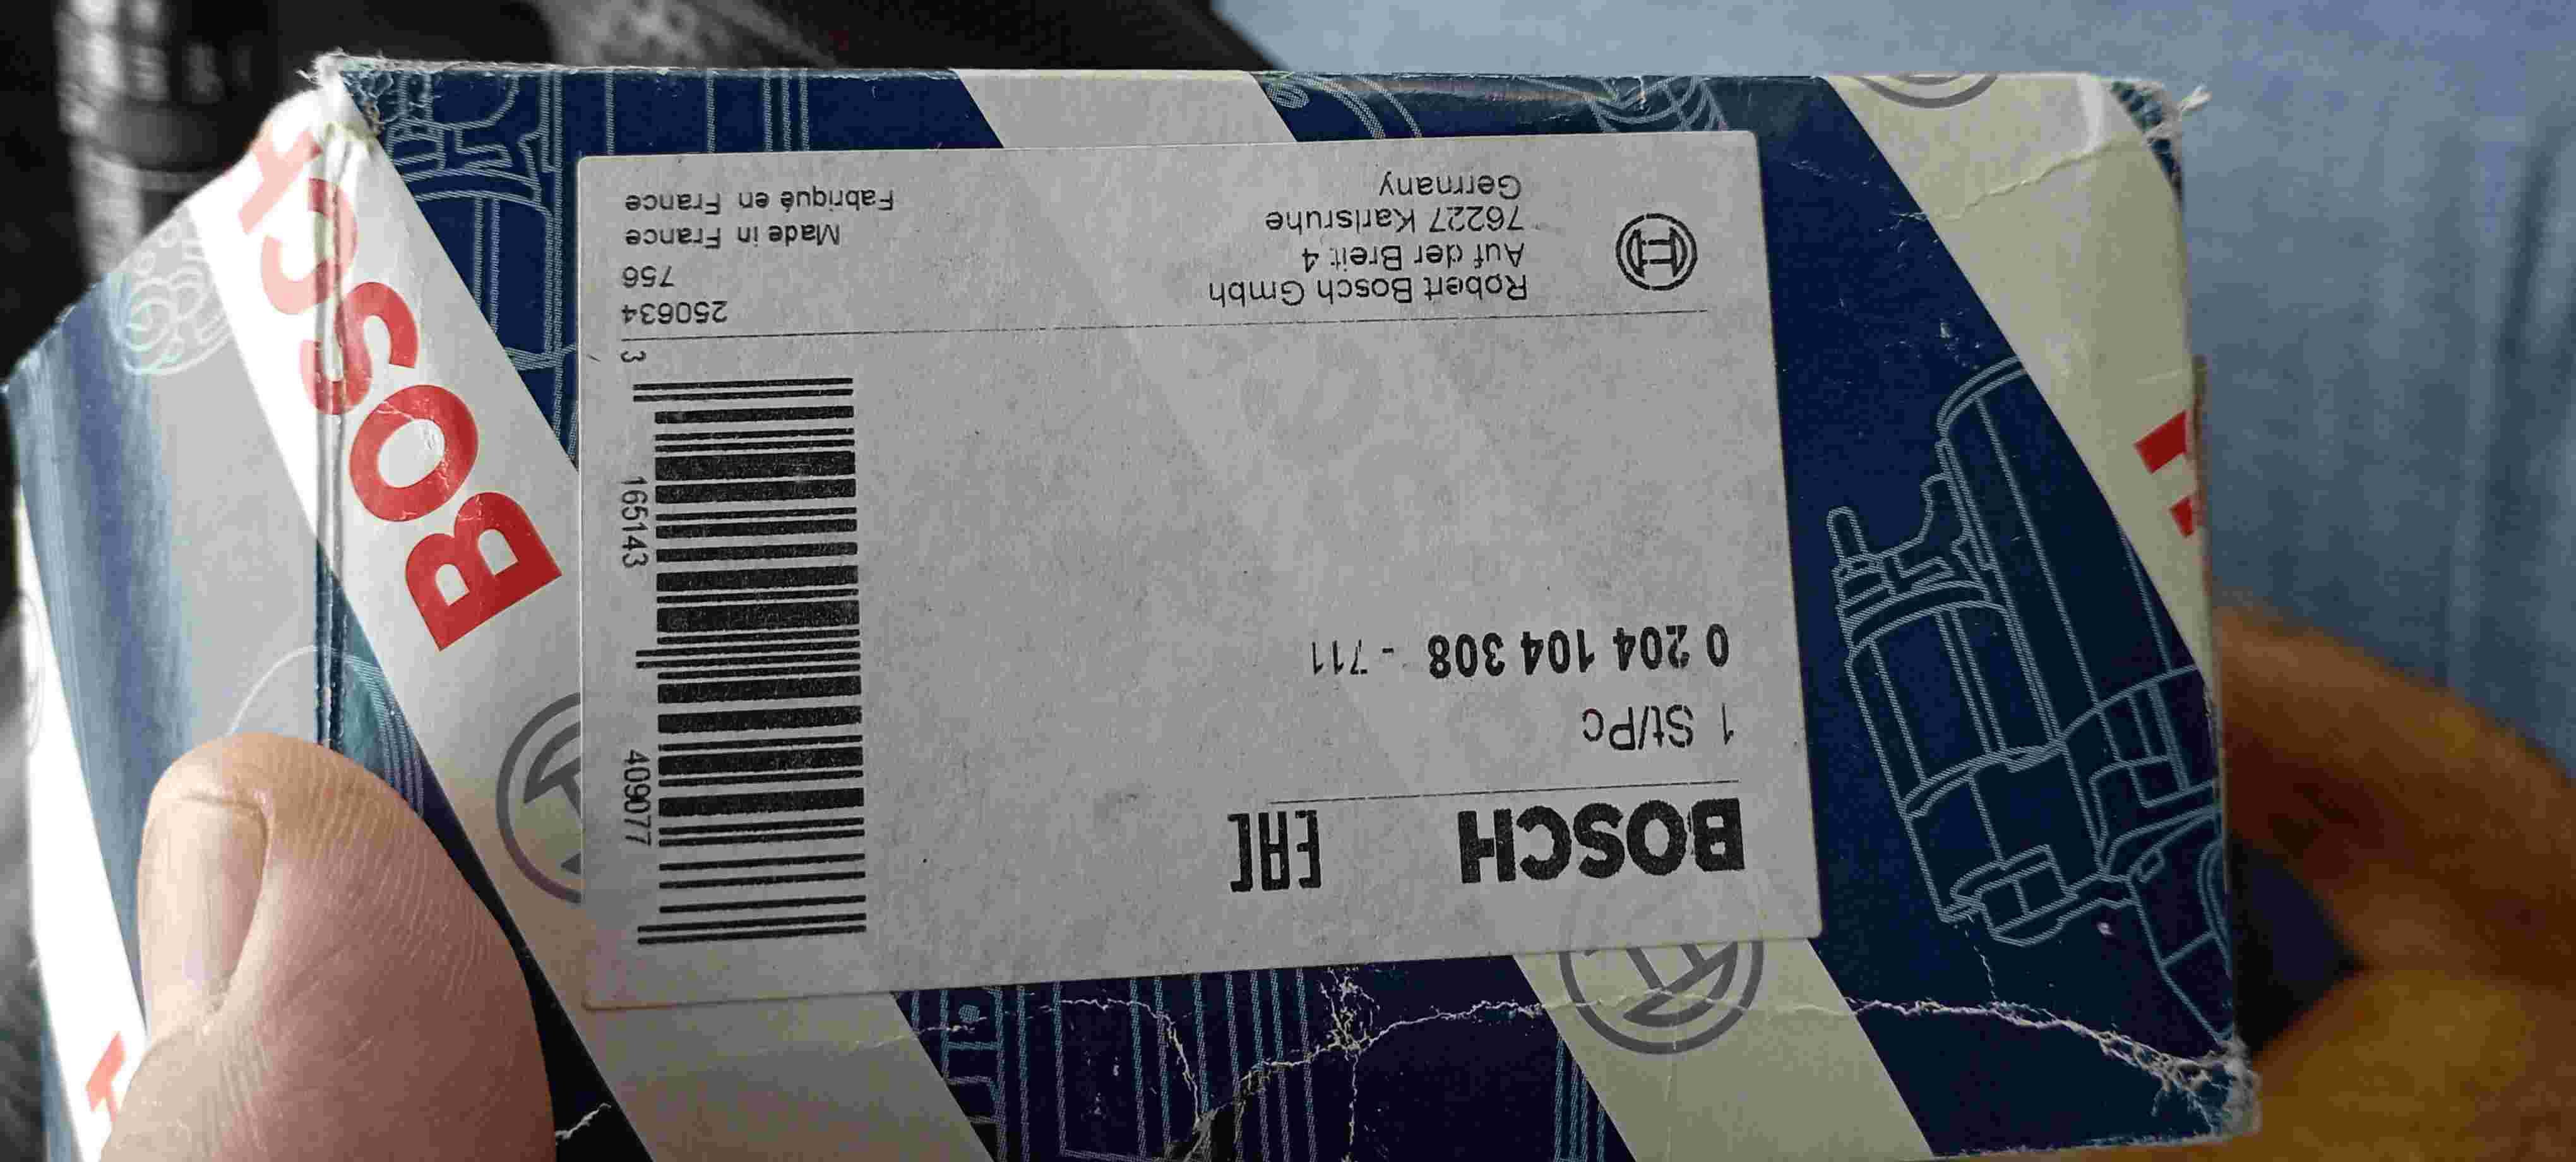 BOSCH
EAC
1 St/Pc
0 204 104 308 - 711
3 165143 409077
Robert Bosch Gmbh
Auf der Breit 4
76227 Karlsruhe
Germany
250634
756
Made in France
Fabriqué en France
BOSCH